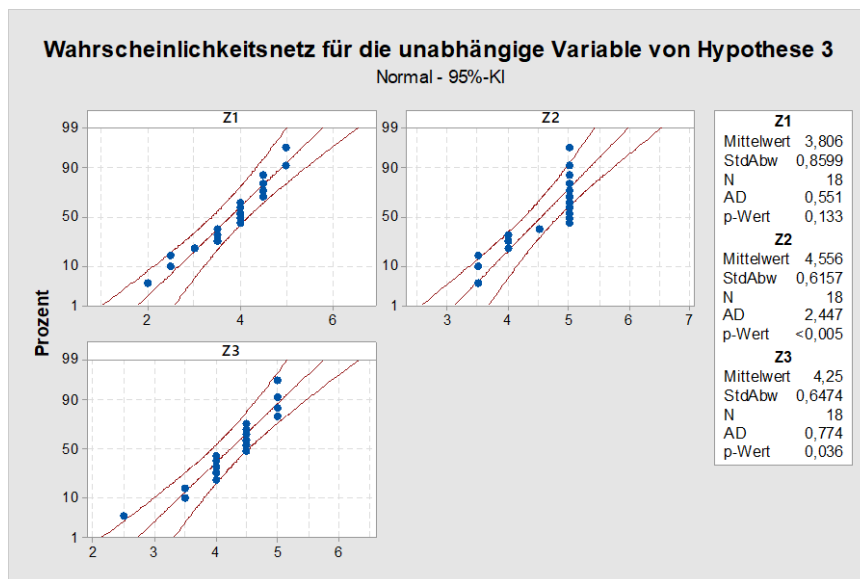 Wahrscheinlichkeitsnetz für die unabhängige Variable von Hypothese 3
Normal - 95%-KI
Prozent
Z1
99
90
50
10
1
2 4 6
Z2
99
90
50
10
1
3 4 5 6 7
Z3
99
90
50
10
1
2 3 4 5 6
Z1
Mittelwert 3,806
StdAbw 0,8599
N 18
AD 0,551
p-Wert 0,133
Z2
Mittelwert 4,556
StdAbw 0,6157
N 18
AD 2,447
p-Wert <0,005
Z3
Mittelwert 4,25
StdAbw 0,6474
N 18
AD 0,774
p-Wert 0,036